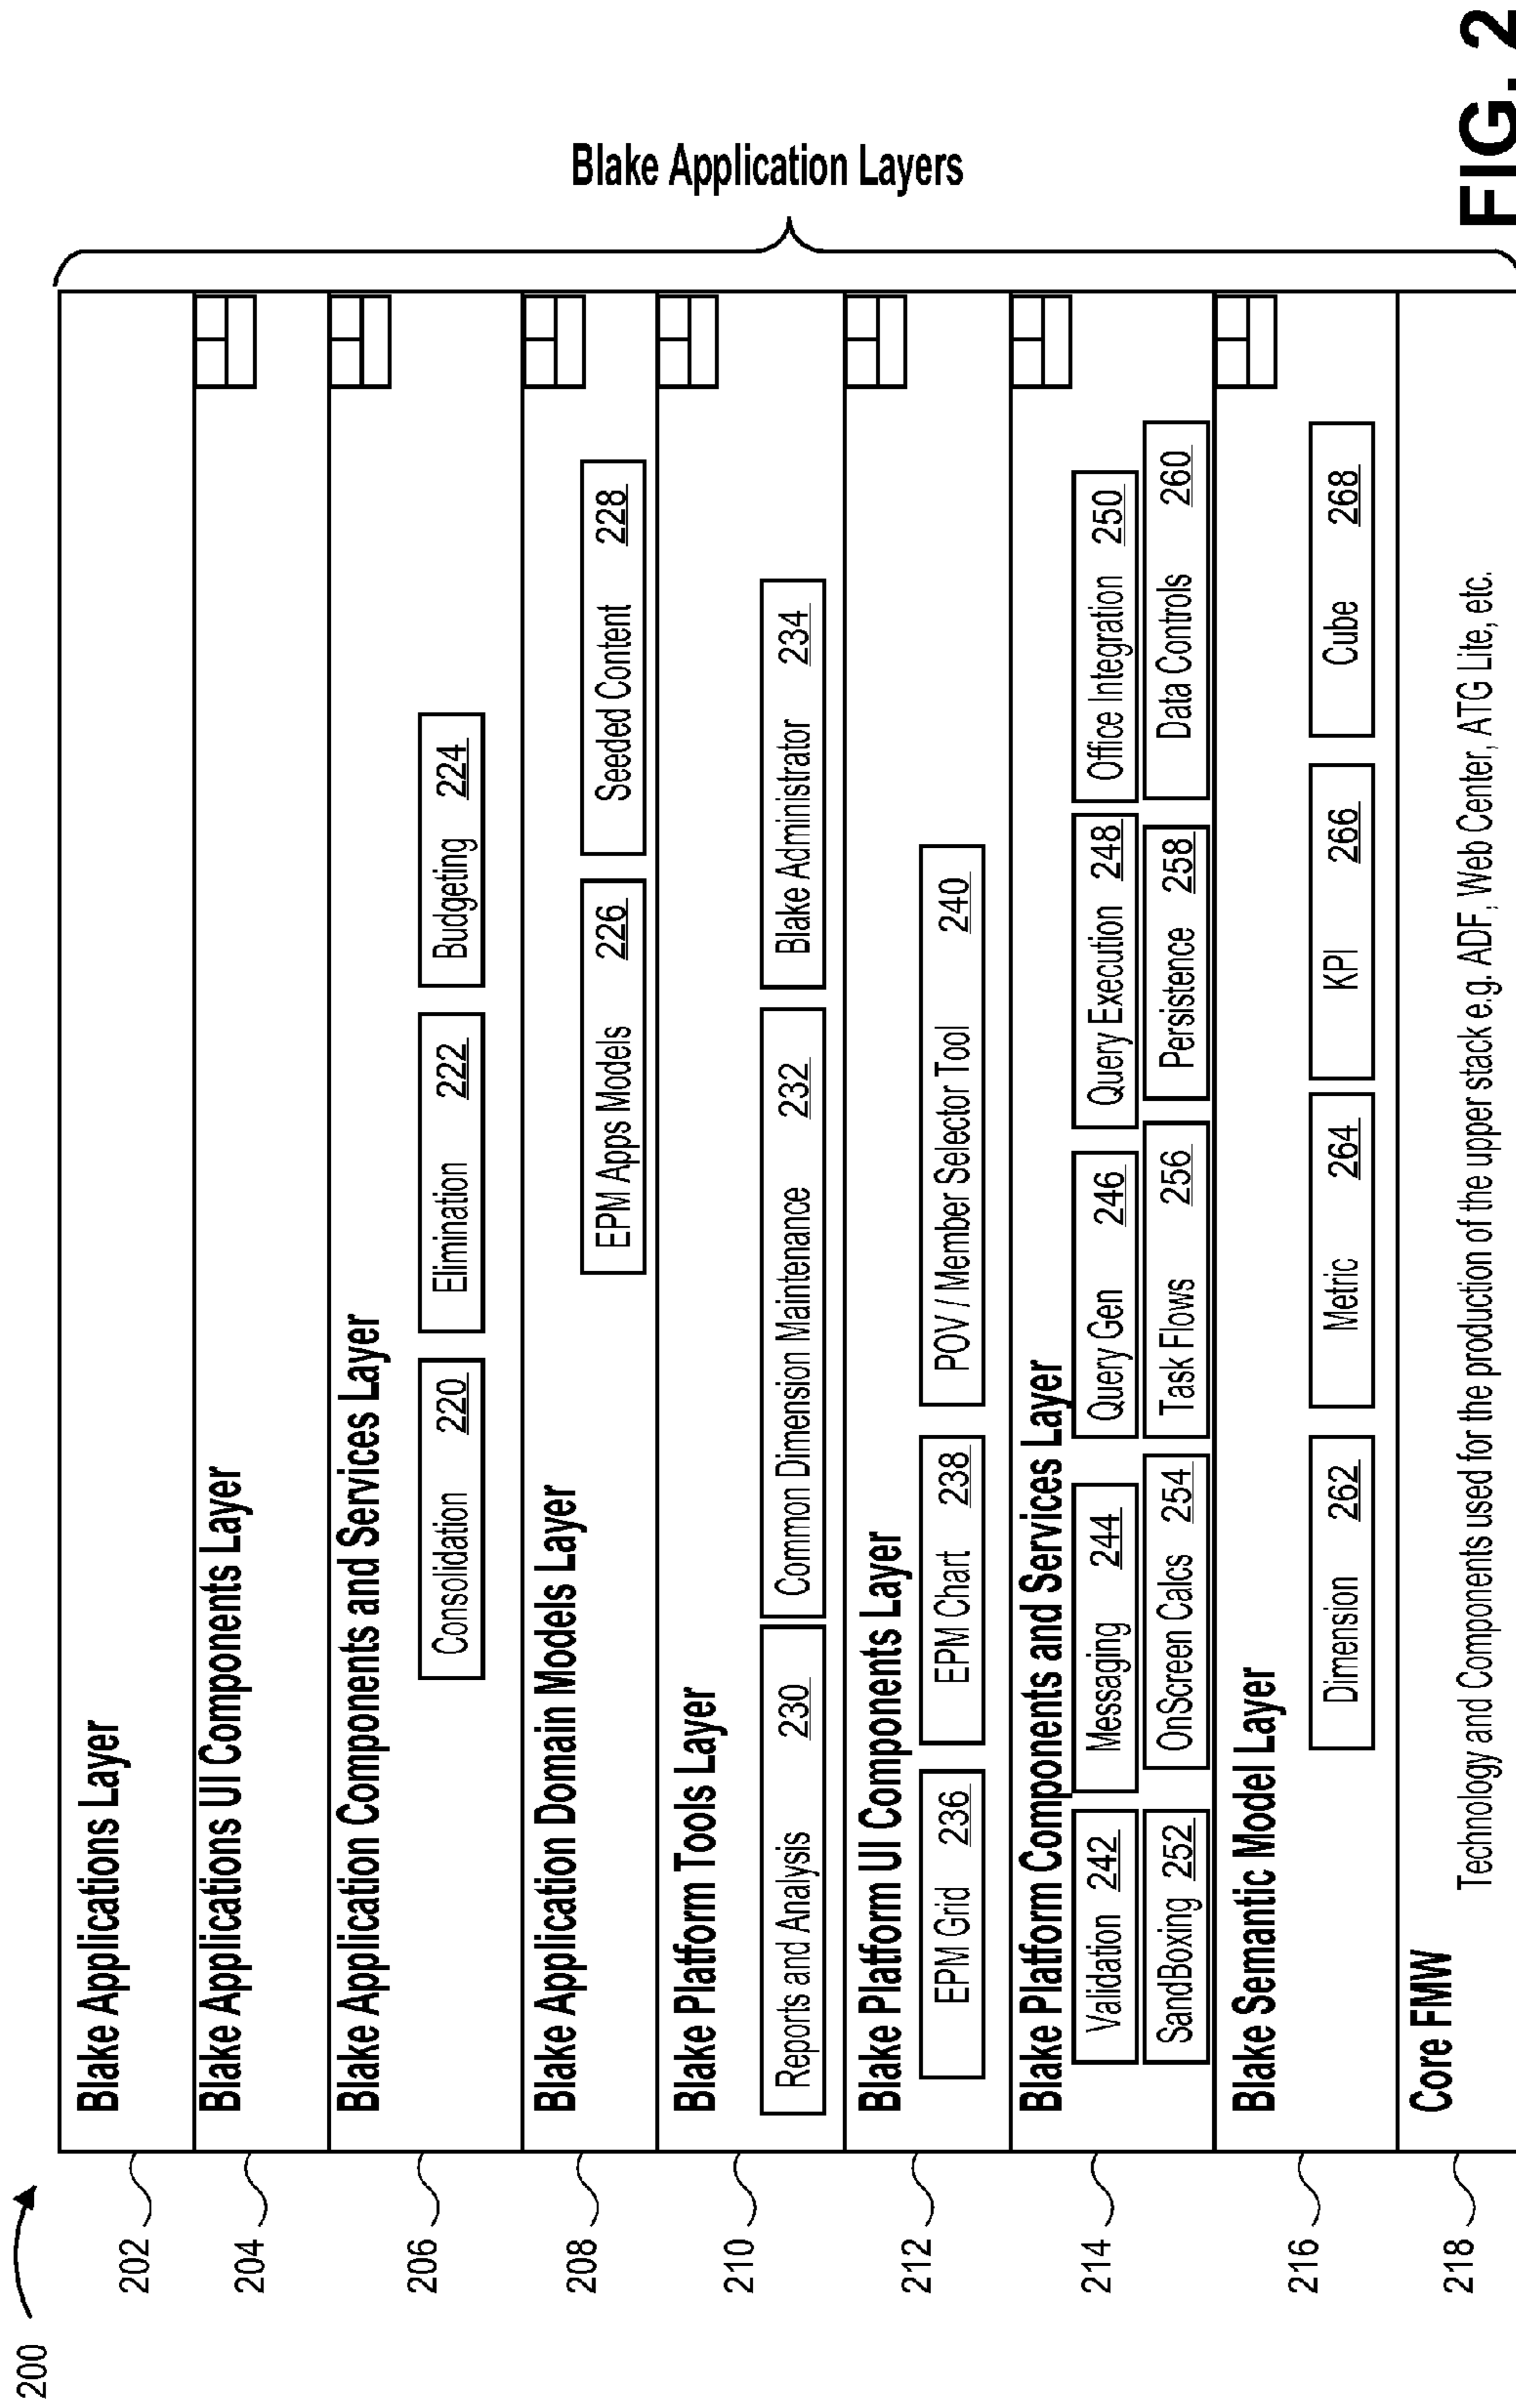 200
Blake Application Layers
202
Blake Applications Layer
204
Blake Applications UI Components Layer
206
Blake Application Components and Services Layer
Consolidation 220
Elimination 222
Budgeting 224
208
Blake Application Domain Models Layer
EPM Apps Models 226
Seeded Content 228
210
Blake Platform Tools Layer
Reports and Analysis 230
Common Dimension Maintenance 232
Blake Administrator 234
212
Blake Platform UI Components Layer
EPM Grid 236
EPM Chart 238
POV / Member Selector Tool 240
214
Blake Platform Components and Services Layer
Validation 242
Messaging 244
Query Gen 246
Query Execution 248
Office Integration 250
SandBoxing 252
OnScreen Calcs 254
Task Flows 256
Persistence 258
Data Controls 260
216
Blake Semantic Model Layer
Dimension 262
Metric 264
KPI 266
Cube 268
218
Core FMW
Technology and Components used for the production of the upper stack e.g. ADF, Web Center, ATG Lite, etc.
FIG. 2